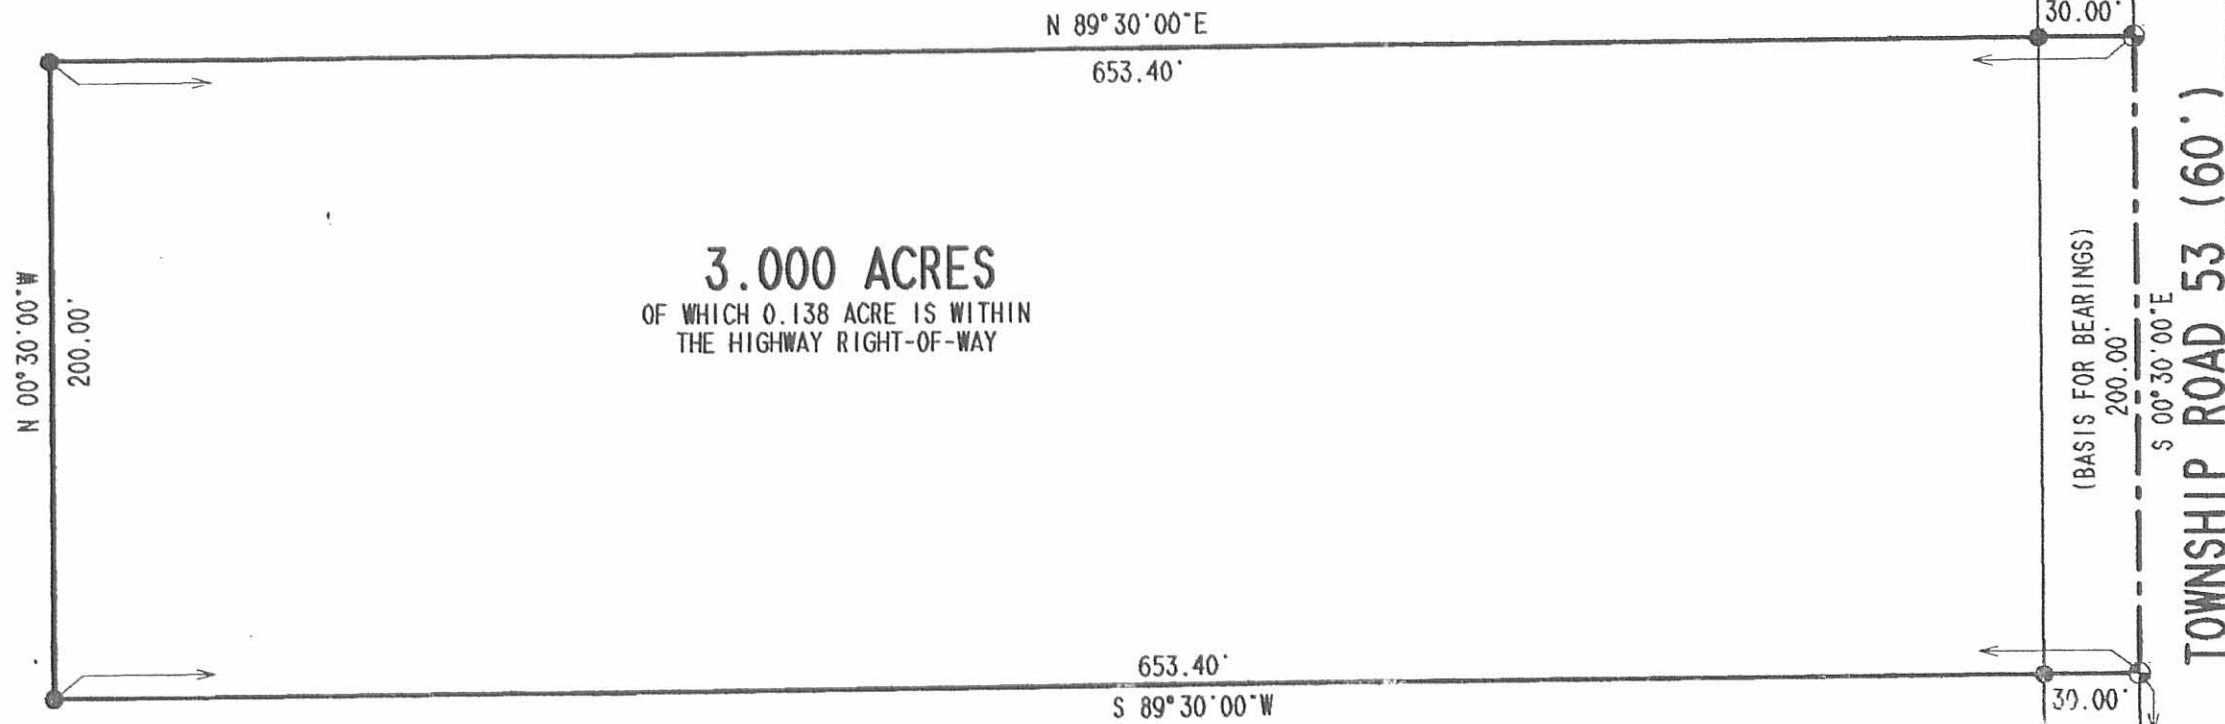 N 89°30'00"E
30.00'
653.40'
3.000 ACRES
OF WHICH 0.138 ACRE IS WITHIN
THE HIGHWAY RIGHT-OF-WAY
N 00°30'00"W
200.00'
(BASIS FOR BEARINGS)
200.00'
S 00°30'00"E
TOWNSHIP ROAD 53 (60')
653.40'
S 89°30'00"W
30.00'